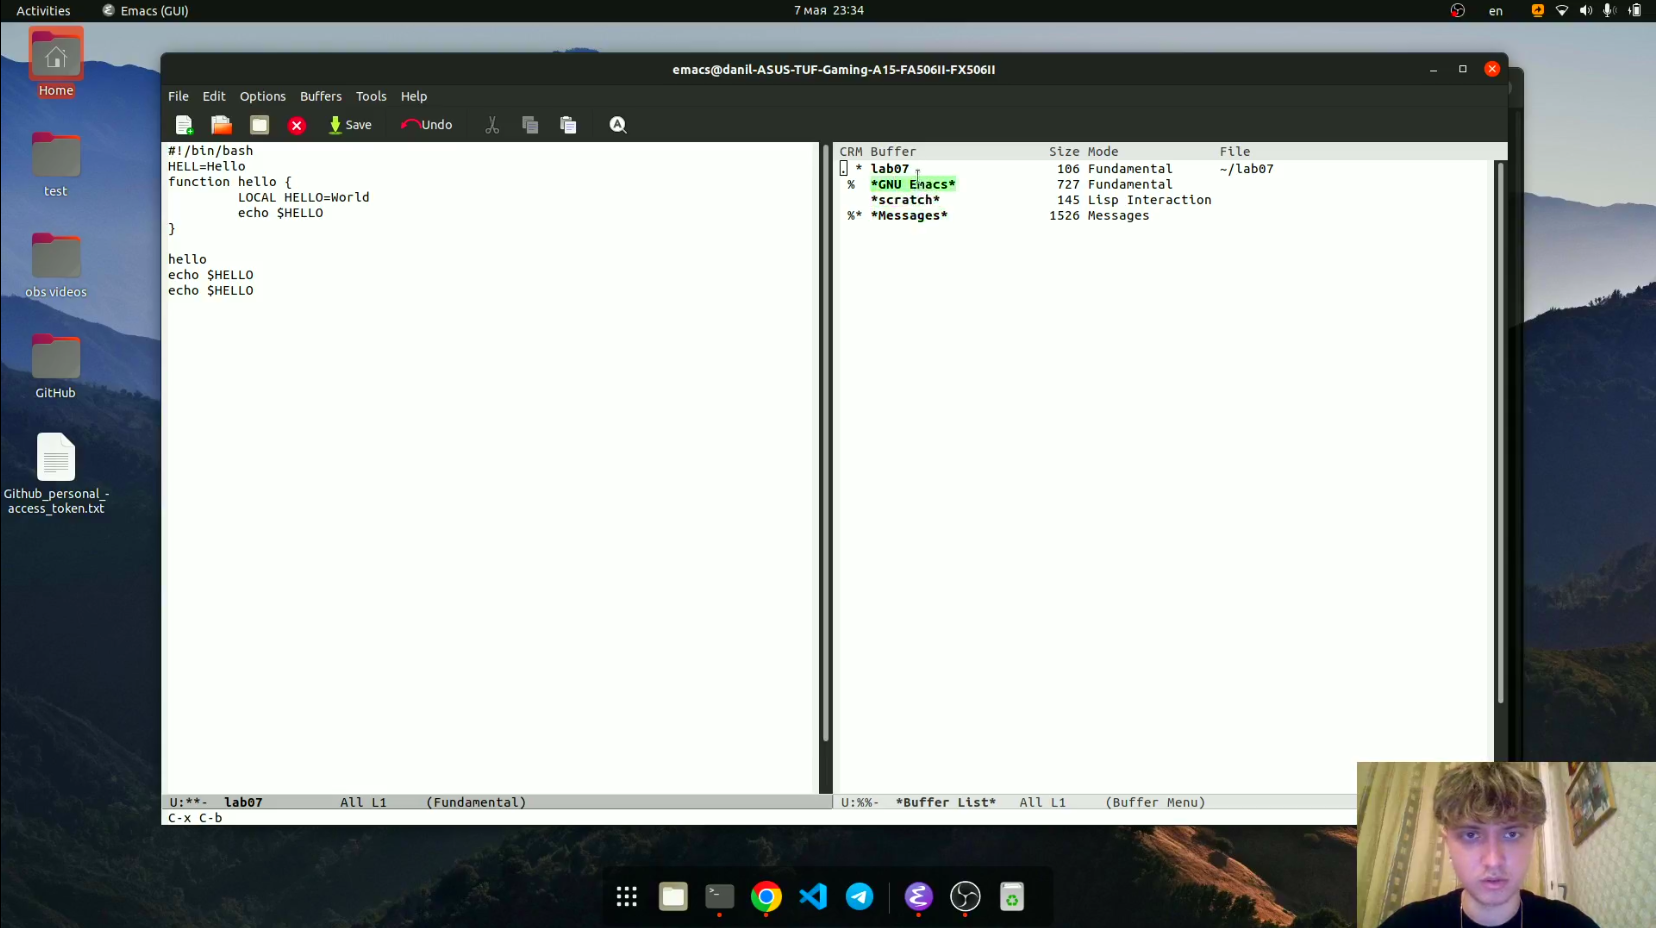 Activities
Emacs (GUI)
7 мая 23:34
en
Home
test
obs videos
GitHub
Github_personal_-
access_token.txt
emacs@danil-ASUS-TUF-Gaming-A15-FA506II-FX506II
File Edit Options Buffers Tools Help
Save Undo
#!/bin/bash
HELL=Hello
function hello {
LOCAL HELLO=World
echo $HELLO
}
hello
echo $HELLO
echo $HELLO
CRM Buffer Size Mode File
. * lab07 106 Fundamental ~/lab07
% *GNU Emacs* 727 Fundamental
*scratch* 145 Lisp Interaction
%* *Messages* 1526 Messages
U:**- lab07 All L1 (Fundamental)
U:%%- *Buffer List* All L1 (Buffer Menu)
C-x C-b